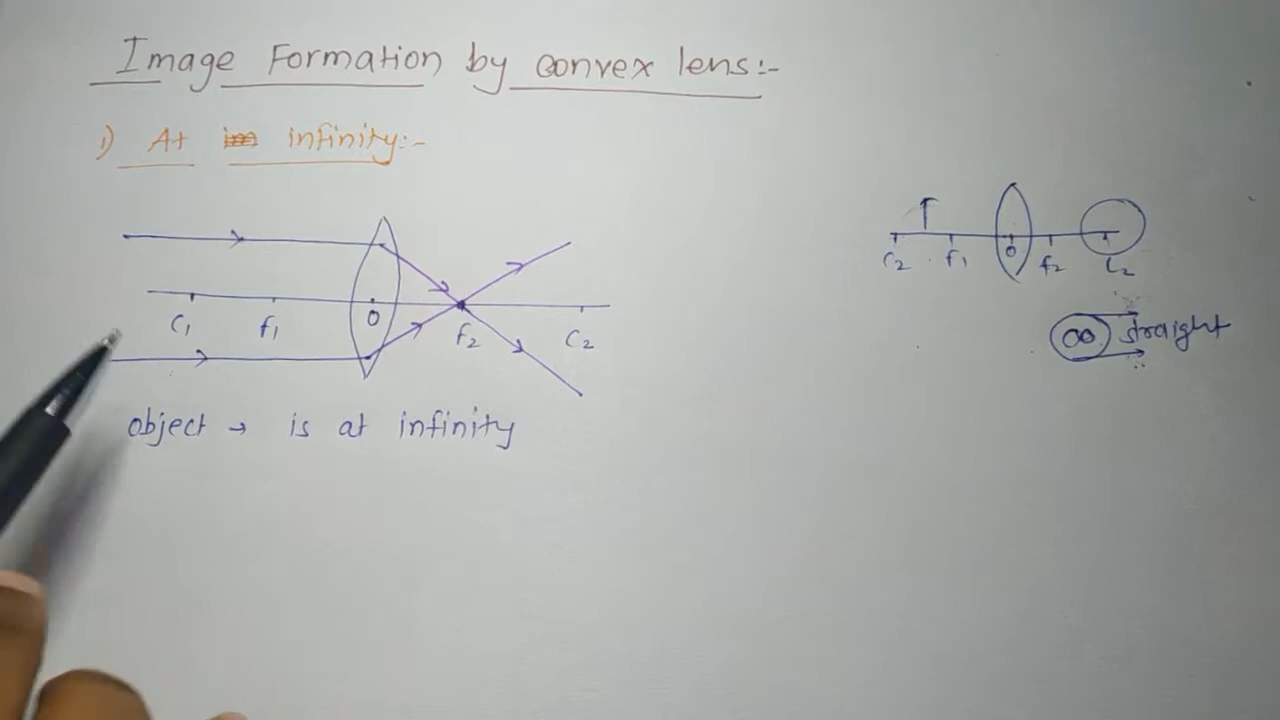 Image Formation by convex lens:-
1) At infinity:-
C1 f1 O f2 C2
object → is at infinity
C2 f1 O f2 C2
∞ straight